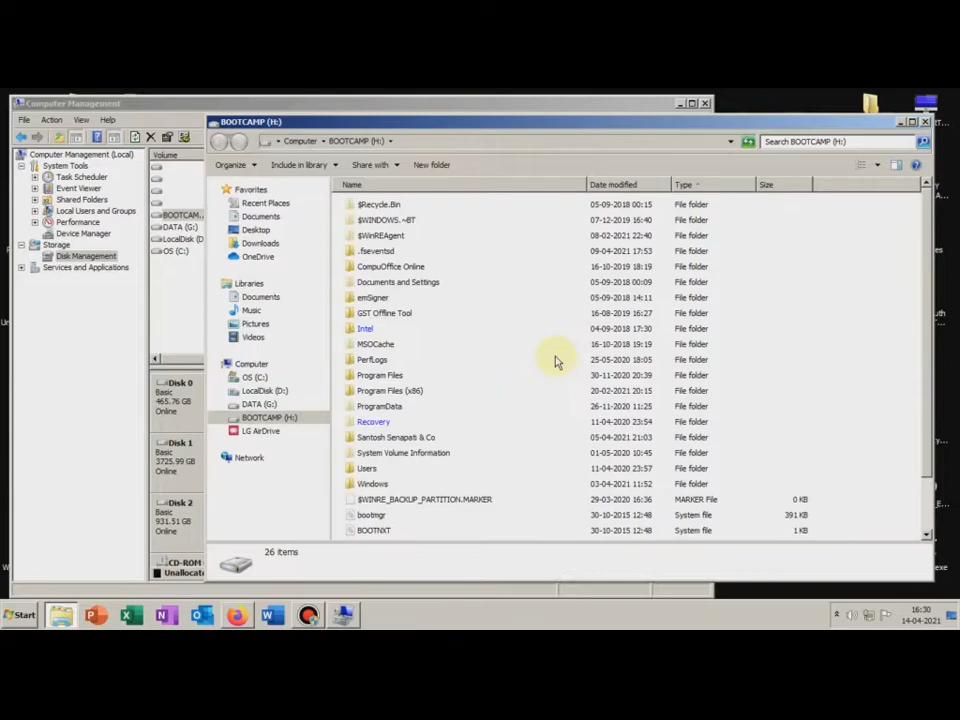 Computer Management
File Action View Help
Computer Management (Local)
System Tools
Task Scheduler
Event Viewer
Shared Folders
Local Users and Groups
Performance
Device Manager
Storage
Disk Management
Services and Applications
Volume
BOOTCAM...
DATA (G:)
LocalDisk (D
OS (C:)
Disk 0
Basic
465.76 GB
Online
Disk 1
Basic
3725.99 GB
Online
Disk 2
Basic
931.51 GB
Online
CD-ROM
Unallocat
BOOTCAMP (H:)
Computer BOOTCAMP (H:)
Search BOOTCAMP (H:)
Organize Include in library Share with New folder
Favorites
Recent Places
Documents
Desktop
Downloads
OneDrive
Libraries
Documents
Music
Pictures
Videos
Computer
OS (C:)
LocalDisk (D:)
DATA (G:)
BOOTCAMP (H:)
LG AirDrive
Network
Name Date modified Type Size
$Recycle.Bin 05-09-2018 00:15 File folder
$WINDOWS.~BT 07-12-2019 16:40 File folder
$WinREAgent 08-02-2021 22:40 File folder
.fseventsd 09-04-2021 17:53 File folder
CompuOffice Online 16-10-2019 18:19 File folder
Documents and Settings 05-09-2018 00:09 File folder
emSigner 05-09-2018 14:11 File folder
GST Offline Tool 16-08-2019 16:27 File folder
Intel 04-09-2018 17:30 File folder
MSOCache 16-10-2018 19:19 File folder
PerfLogs 25-05-2020 18:05 File folder
Program Files 30-11-2020 20:39 File folder
Program Files (x86) 20-02-2021 20:15 File folder
ProgramData 26-11-2020 11:25 File folder
Recovery 11-04-2020 23:54 File folder
Santosh Senapati & Co 05-04-2021 21:03 File folder
System Volume Information 01-05-2020 10:45 File folder
Users 11-04-2020 23:57 File folder
Windows 03-04-2021 11:52 File folder
$WINRE_BACKUP_PARTITION.MARKER 29-03-2020 16:36 MARKER File 0 KB
bootmgr 30-10-2015 12:48 System file 391 KB
BOOTNXT 30-10-2015 12:48 System file 1 KB
26 items
Start
16:30
14-04-2021